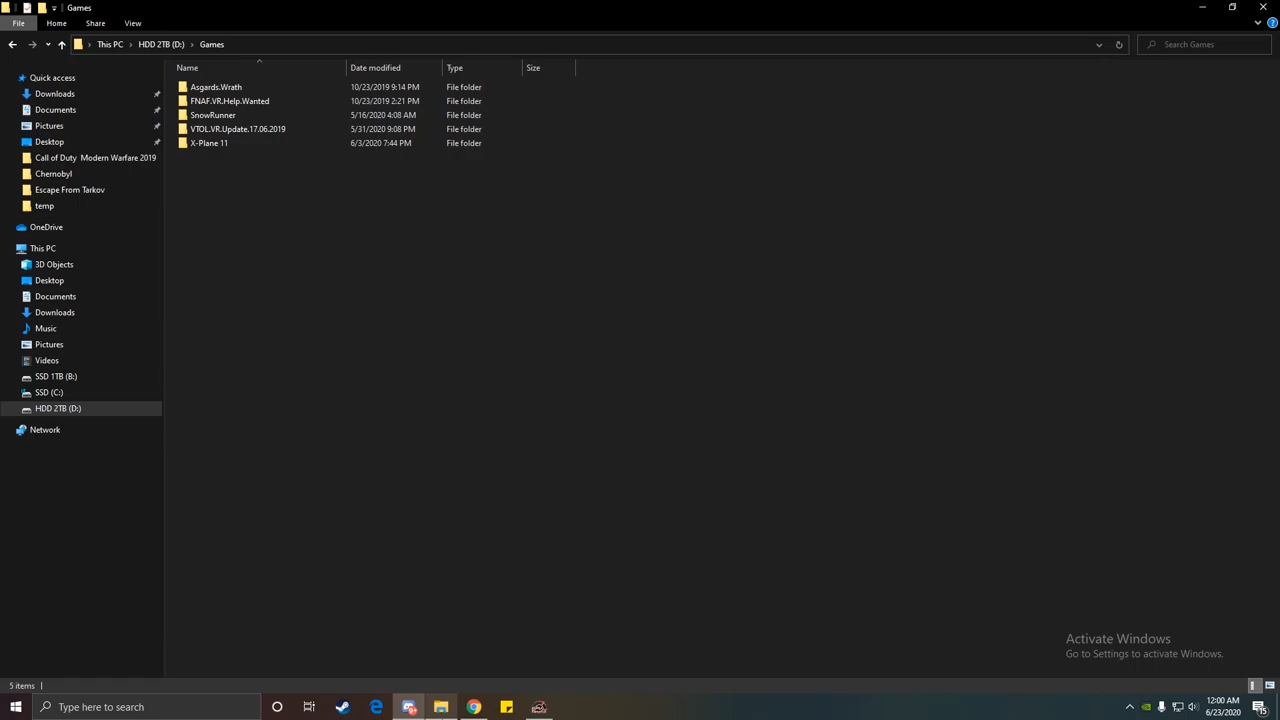 Games
File Home Share View
This PC HDD 2TB (D:) Games Search Games
Name Date modified Type Size
Quick access
Downloads
Documents
Pictures
Desktop
Call of Duty Modern Warfare 2019
Chernobyl
Escape From Tarkov
temp
OneDrive
This PC
3D Objects
Desktop
Documents
Downloads
Music
Pictures
Videos
SSD 1TB (B:)
SSD (C:)
HDD 2TB (D:)
Network
Asgards.Wrath 10/23/2019 9:14 PM File folder
FNAF.VR.Help.Wanted 10/23/2019 2:21 PM File folder
SnowRunner 5/16/2020 4:08 AM File folder
VTOL.VR.Update.17.06.2019 5/31/2020 9:08 PM File folder
X-Plane 11 6/3/2020 7:44 PM File folder
Activate Windows
Go to Settings to activate Windows.
5 items
Type here to search
12:00 AM
6/23/2020
15